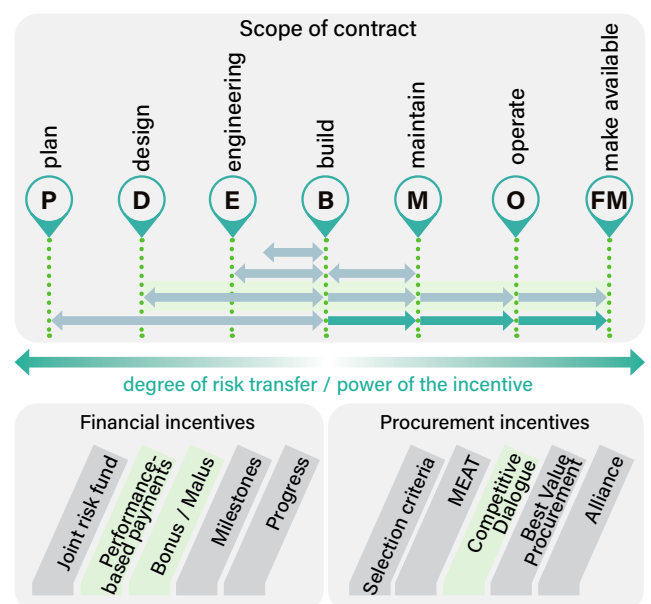 Scope of contract
plan
design
engineering
build
maintain
operate
make available
P
D
E
B
M
O
FM
degree of risk transfer / power of the incentive
Financial incentives
Joint risk fund
Performance-
based payments
Bonus / Malus
Milestones
Progress
Procurement incentives
Selection criteria
MEAT
Competitive
Dialogue
Best Value
Procurement
Alliance